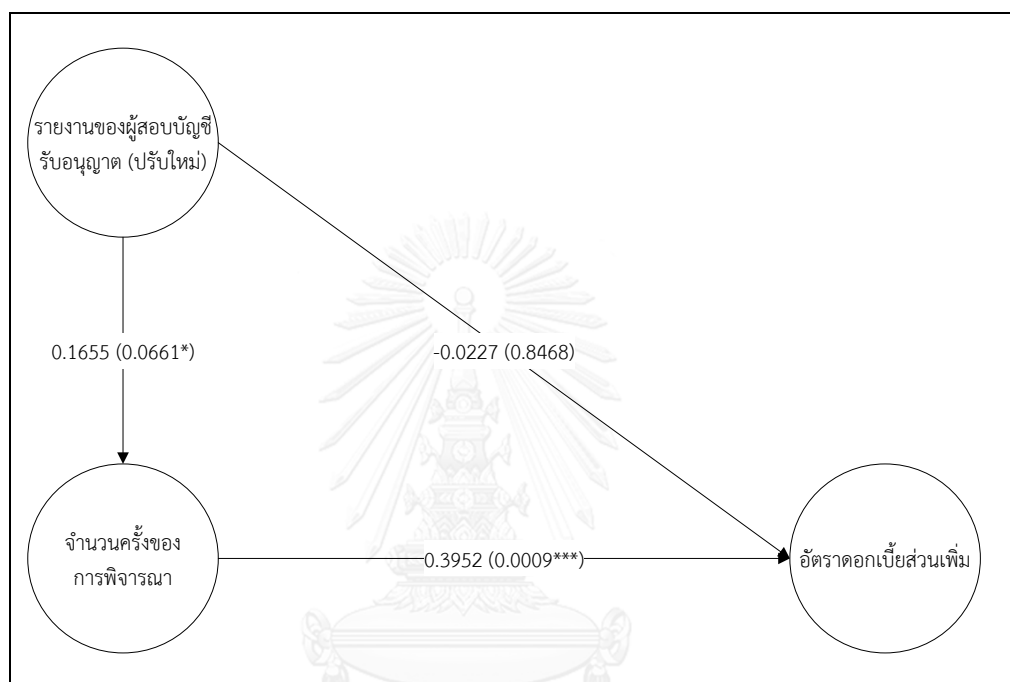 รายงานของผู้สอบบัญชี
รับอนุญาต (ปรับใหม่)
0.1655 (0.0661*)
-0.0227 (0.8468)
จำนวนครั้งของ
การพิจารณา
0.3952 (0.0009***)
อัตราดอกเบี้ยส่วนเพิ่ม